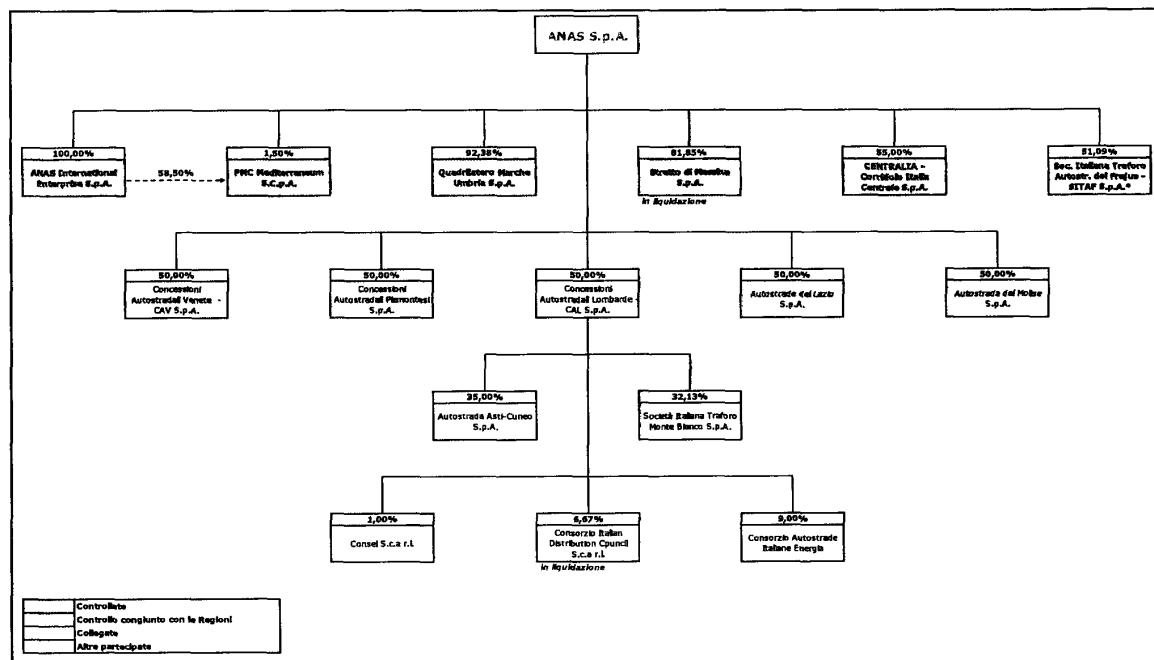 ANAS S.p.A.
100,00%
ANAS International
Enterprise S.p.A.
58,50%
1,50%
PMC Mediterraneum
S.C.p.A.
92,38%
Quadrilatero Marche
Umbria S.p.A.
81,85%
Stretto di Messina
S.p.A.
in liquidazione
55,00%
CENTRALIA -
Corridoio Italia
Centrale S.p.A.
51,09%
Soc. Italiana Traforo
Autostr. del Frejus -
SITAF S.p.A.*
50,00%
Concessioni
Autostradali Venete -
CAV S.p.A.
50,00%
Concessioni
Autostradali Piemontesi
S.p.A.
50,00%
Concessioni
Autostradali Lombarde
CAL S.p.A.
50,00%
Autostrade del Lazio
S.p.A.
50,00%
Autostrada del Molise
S.p.A.
35,00%
Autostrada Asti-Cuneo
S.p.A.
32,13%
Società Italiana Traforo
Monte Bianco S.p.A.
1,00%
Consel S.c.a r.l.
6,67%
Consorzio Italian
Distribution Council
S.c.a r.l.
in liquidazione
9,00%
Consorzio Autostrade
Italiane Energia
Controllate
Controllo congiunto con le Regioni
Collegate
Altre partecipate